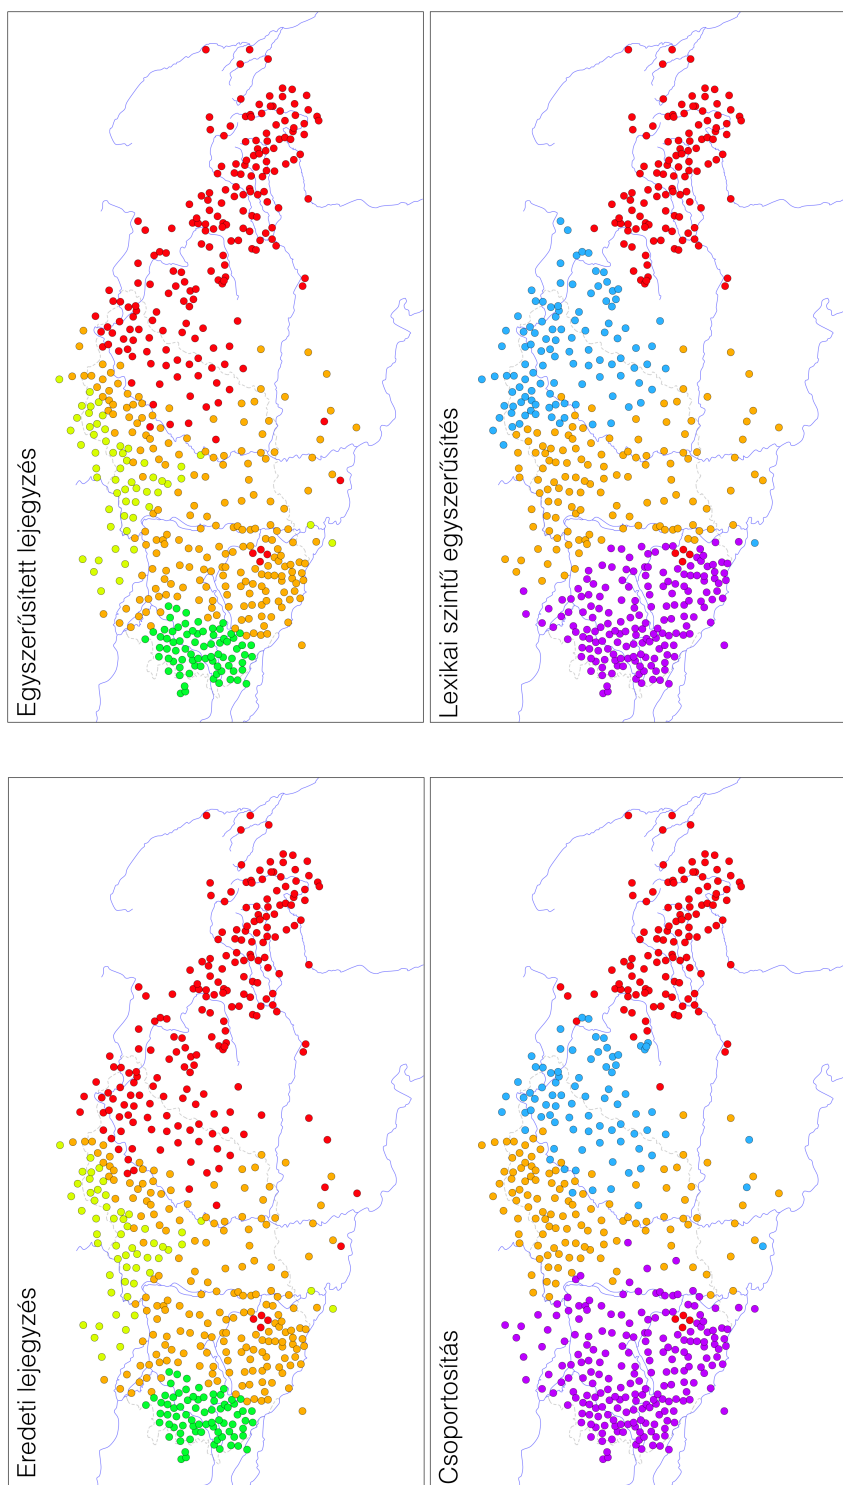 Eredeti lejegyzés
Egyszerűsített lejegyzés
Csoportosítás
Lexikai szintű egyszerűsítés